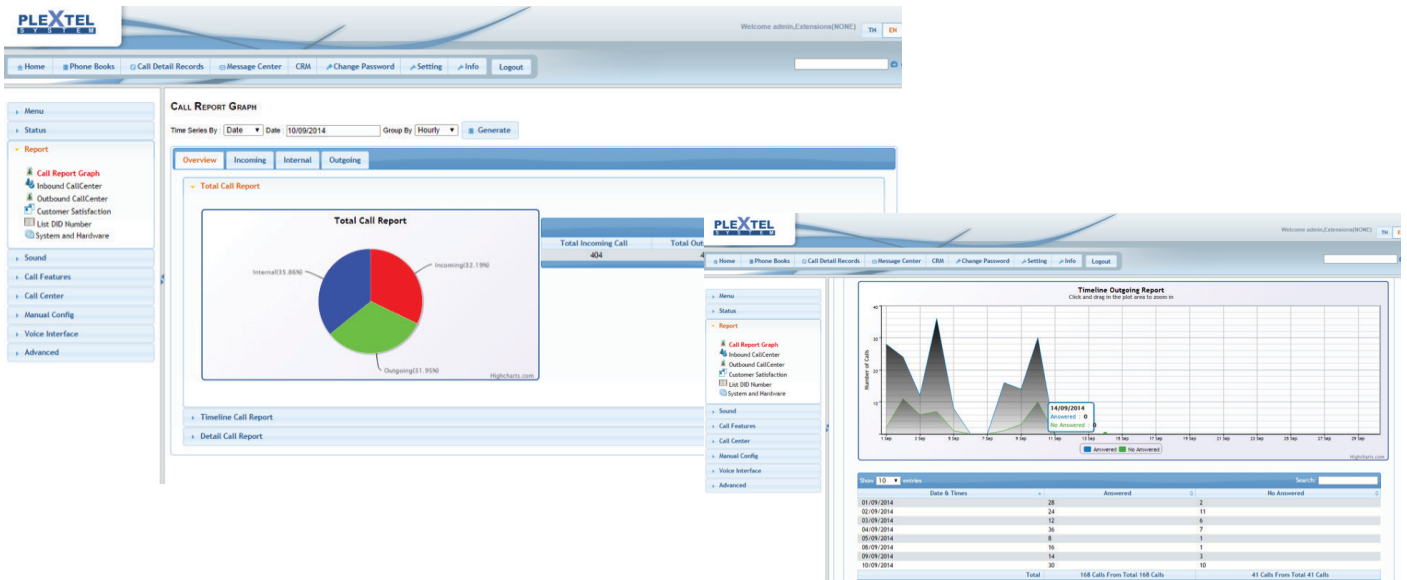 PLEXTEL
SYSTEM
Welcome admin,Extensions(NONE) TH EN
Home Phone Books Call Detail Records Message Center CRM Change Password Setting Info Logout
Menu
Status
Report
Call Report Graph
Inbound CallCenter
Outbound CallCenter
Customer Satisfaction
List DID Number
System and Hardware
Sound
Call Features
Call Center
Manual Config
Voice Interface
Advanced
CALL REPORT GRAPH
Time Series By : Date Date : 10/09/2014 Group By Hourly Generate
Overview Incoming Internal Outgoing
Total Call Report
Total Call Report
Internal(35.86%)
Incoming(32.19%)
Outgoing(31.95%)
Highcharts.com
Total Incoming Call Total Out
404 4
Timeline Call Report
Detail Call Report
PLEXTEL
SYSTEM
Welcome admin,Extensions(NONE) TH E
Home Phone Books Call Detail Records Message Center CRM Change Password Setting Info Logout
Menu
Status
Report
Call Report Graph
Inbound CallCenter
Outbound CallCenter
Customer Satisfaction
List DID Number
System and Hardware
Sound
Call Features
Call Center
Manual Config
Voice Interface
Advanced
Timeline Outgoing Report
Click and drag in the plot area to zoom in
Number of Calls
40
30
20
10
14/09/2014
Answered : 0
No Answered : 0
1 Sep 3 Sep 5 Sep 7 Sep 9 Sep 11 Sep 13 Sep 15 Sep 17 Sep 19 Sep 21 Sep 23 Sep 25 Sep 27 Sep 29 Sep
Answered No Answered
Highcharts.com
Show 10 entries Search:
Date & Times Answered No Answered
01/09/2014 28 2
02/09/2014 24 11
03/09/2014 12 6
04/09/2014 36 7
05/09/2014 8 1
08/09/2014 16 1
09/09/2014 14 3
10/09/2014 30 10
Total 168 Calls From Total 168 Calls 41 Calls From Total 41 Calls